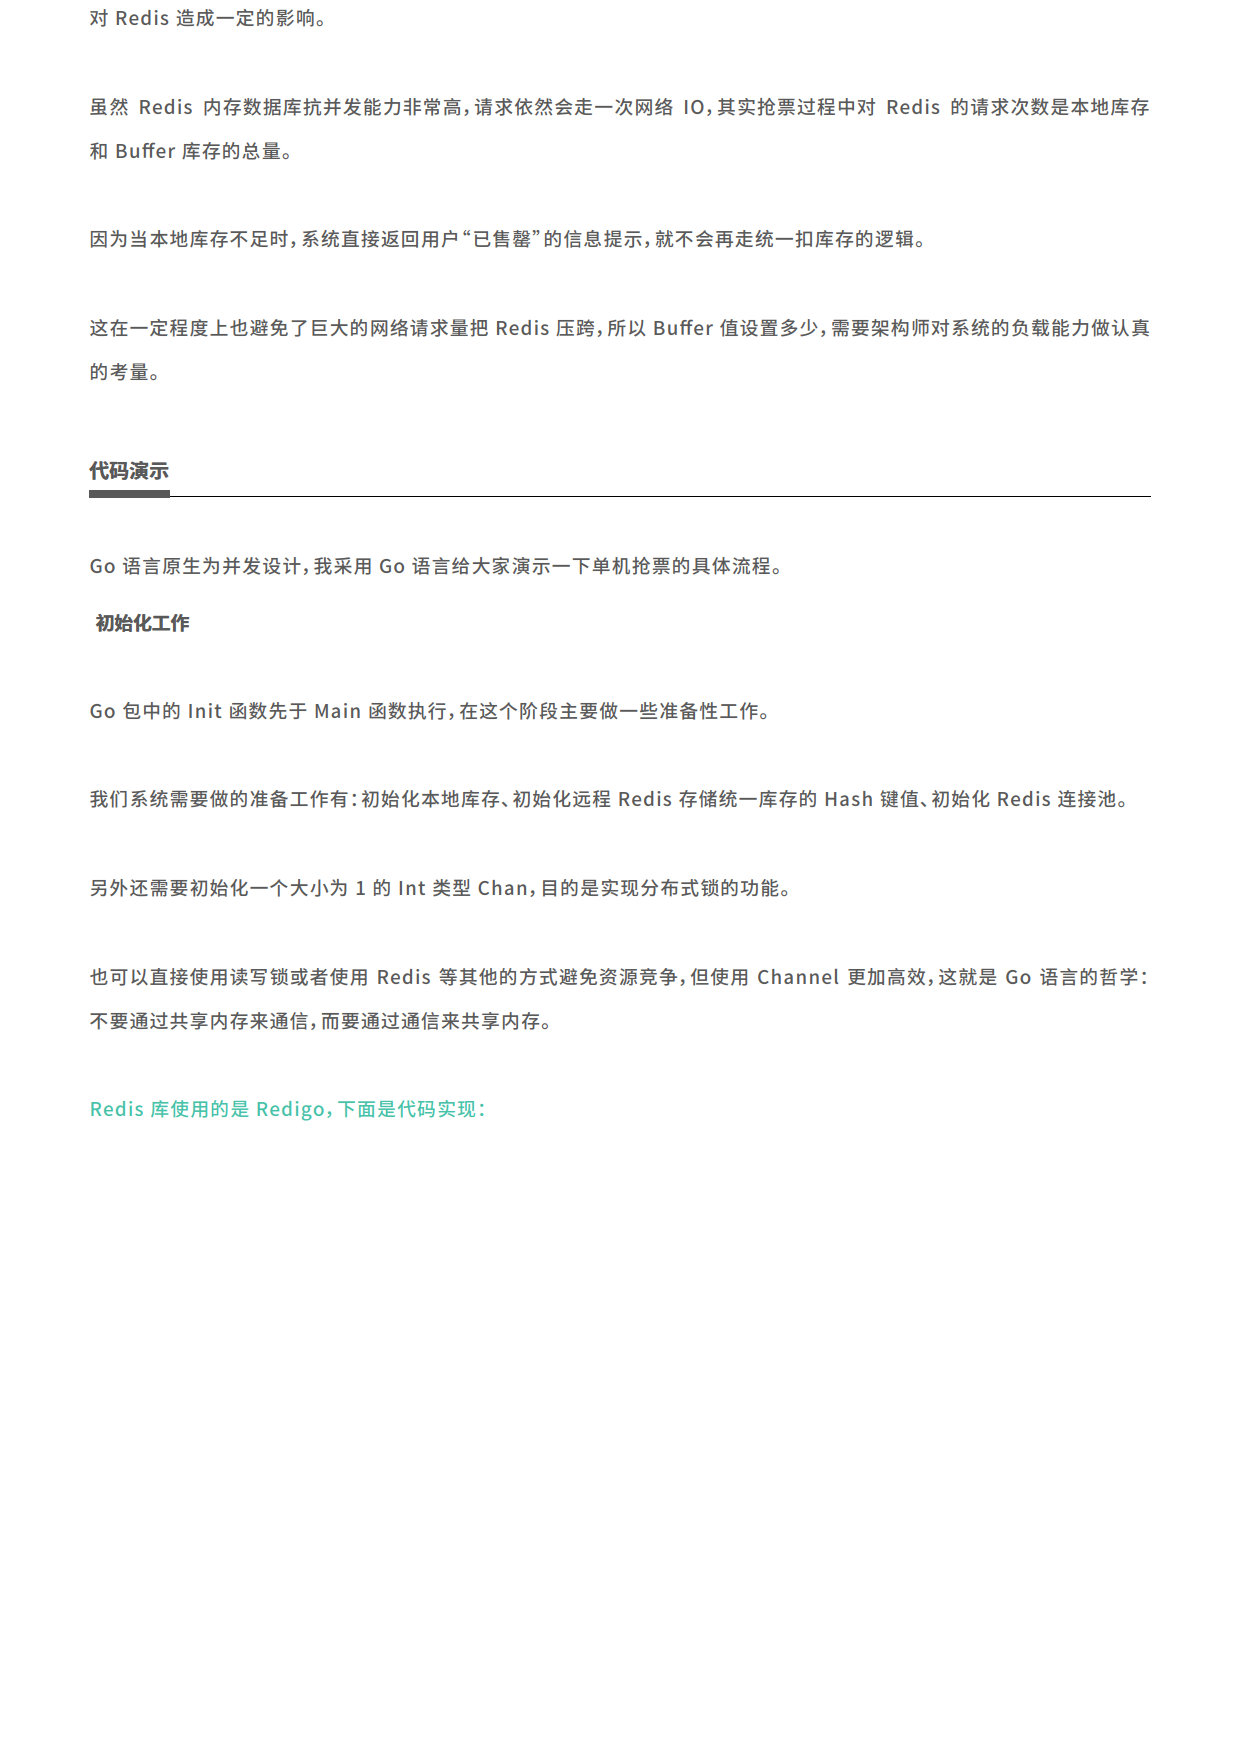 对 Redis 造成一定的影响。
虽然 Redis 内存数据库抗并发能力非常高，请求依然会走一次网络 IO，其实抢票过程中对 Redis 的请求次数是本地库存
和 Buffer 库存的总量。
因为当本地库存不足时，系统直接返回用户“已售罄”的信息提示，就不会再走统一扣库存的逻辑。
这在一定程度上也避免了巨大的网络请求量把 Redis 压跨，所以 Buffer 值设置多少，需要架构师对系统的负载能力做认真
的考量。
代码演示
Go 语言原生为并发设计，我采用 Go 语言给大家演示一下单机抢票的具体流程。
初始化工作
Go 包中的 Init 函数先于 Main 函数执行，在这个阶段主要做一些准备性工作。
我们系统需要做的准备工作有：初始化本地库存、初始化远程 Redis 存储统一库存的 Hash 键值、初始化 Redis 连接池。
另外还需要初始化一个大小为 1 的 Int 类型 Chan，目的是实现分布式锁的功能。
也可以直接使用读写锁或者使用 Redis 等其他的方式避免资源竞争，但使用 Channel 更加高效，这就是 Go 语言的哲学：
不要通过共享内存来通信，而要通过通信来共享内存。
Redis 库使用的是 Redigo，下面是代码实现：